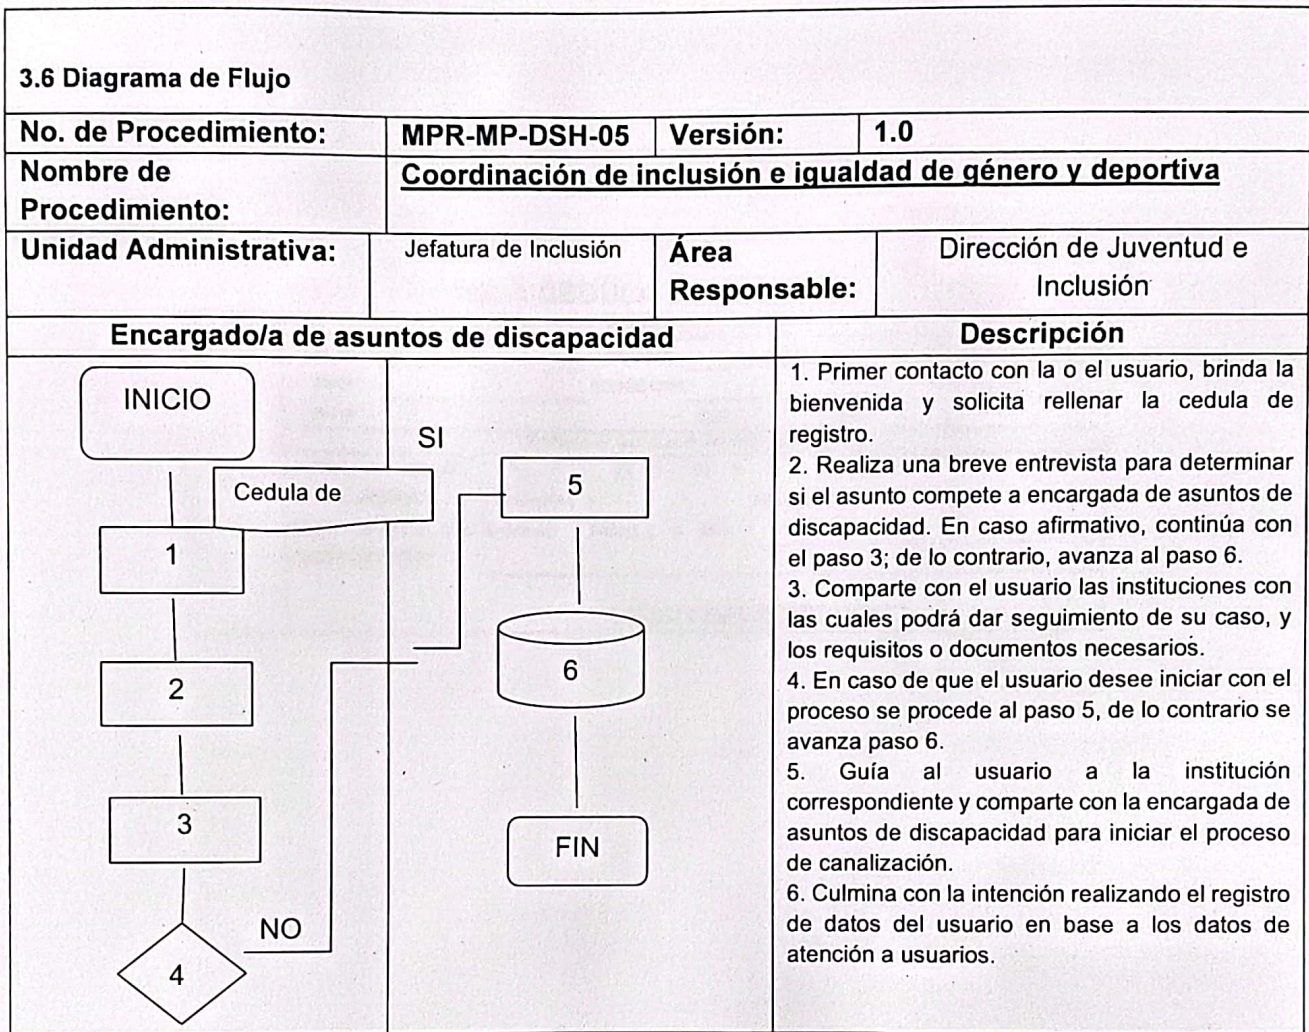 3.6 Diagrama de Flujo
No. de Procedimiento: MPR-MP-DSH-05 Versión: 1.0
Nombre de
Procedimiento:
Coordinación de inclusión e igualdad de género y deportiva
Unidad Administrativa:
Jefatura de Inclusión
Área
Responsable:
Dirección de Juventud e
Inclusión
Encargado/a de asuntos de discapacidad
Descripción
INICIO
SI
Cedula de
1
2
3
4
NO
5
6
FIN
1. Primer contacto con la o el usuario, brinda la
bienvenida y solicita rellenar la cedula de
registro.
2. Realiza una breve entrevista para determinar
si el asunto compete a encargada de asuntos de
discapacidad. En caso afirmativo, continúa con
el paso 3; de lo contrario, avanza al paso 6.
3. Comparte con el usuario las instituciones con
las cuales podrá dar seguimiento de su caso, y
los requisitos o documentos necesarios.
4. En caso de que el usuario desee iniciar con el
proceso se procede al paso 5, de lo contrario se
avanza paso 6.
5. Guía al usuario a la institución
correspondiente y comparte con la encargada de
asuntos de discapacidad para iniciar el proceso
de canalización.
6. Culmina con la intención realizando el registro
de datos del usuario en base a los datos de
atención a usuarios.